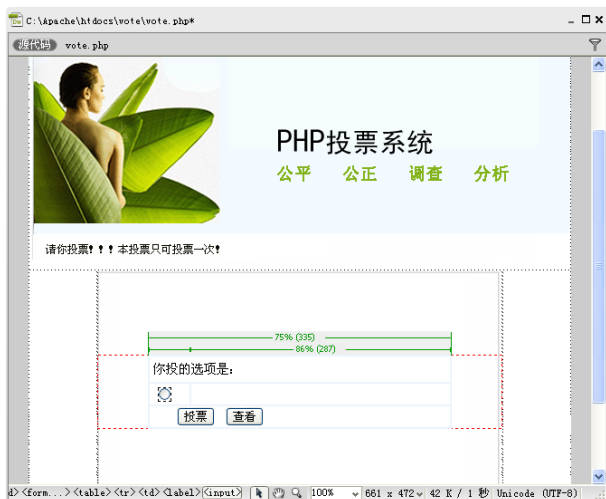 C:\Apache\htdocs\vote\vote.php*
源代码 vote.php
PHP投票系统
公平 公正 调查 分析
请你投票！！！本投票只可投票一次！
75% (335)
86% (287)
你投的选项是：
投票 查看
d> <form...> <table> <tr> <td> <label> <input> 100% 661 x 472 42 K / 1 秒 Unicode (UTF-8)